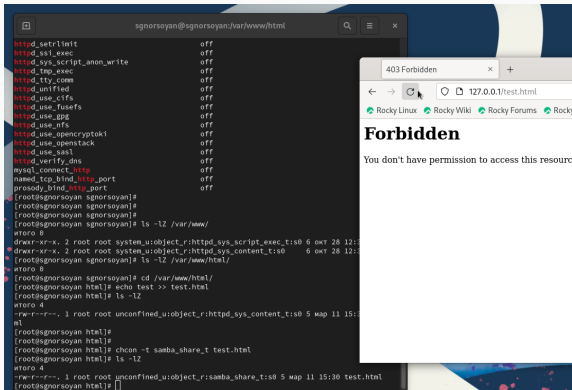 sgnorsoyan@sgnorsoyan:/var/www/html
httpd_setrlimit off
httpd_ssi_exec off
httpd_sys_script_anon_write off
httpd_tmp_exec off
httpd_tty_comm off
httpd_unified off
httpd_use_cifs off
httpd_use_fusefs off
httpd_use_gpg off
httpd_use_nfs off
httpd_use_opencryptoki off
httpd_use_openstack off
httpd_use_sasl off
httpd_verify_dns off
mysql_connect_http off
named_tcp_bind_http_port off
prosody_bind_http_port off
[root@sgnorsoyan sgnorsoyan]#
[root@sgnorsoyan sgnorsoyan]#
[root@sgnorsoyan sgnorsoyan]#
[root@sgnorsoyan sgnorsoyan]# ls -lZ /var/www/
итого 0
drwxr-xr-x. 2 root root system_u:object_r:httpd_sys_script_exec_t:s0 6 окт 28 12:3
drwxr-xr-x. 2 root root system_u:object_r:httpd_sys_content_t:s0 6 окт 28 12:3
[root@sgnorsoyan sgnorsoyan]# ls -lZ /var/www/html/
итого 0
[root@sgnorsoyan sgnorsoyan]# cd /var/www/html/
[root@sgnorsoyan html]# echo test >> test.html
[root@sgnorsoyan html]# ls -lZ
итого 4
-rw-r--r--. 1 root root unconfined_u:object_r:httpd_sys_content_t:s0 5 мар 11 15:3
ml
[root@sgnorsoyan html]#
[root@sgnorsoyan html]#
[root@sgnorsoyan html]# chcon -t samba_share_t test.html
[root@sgnorsoyan html]# ls -lZ
итого 4
-rw-r--r--. 1 root root unconfined_u:object_r:samba_share_t:s0 5 мар 11 15:30 test.html
[root@sgnorsoyan html]#
403 Forbidden
127.0.0.1/test.html
Rocky Linux Rocky Wiki Rocky Forums Rocky
Forbidden
You don't have permission to access this resourc